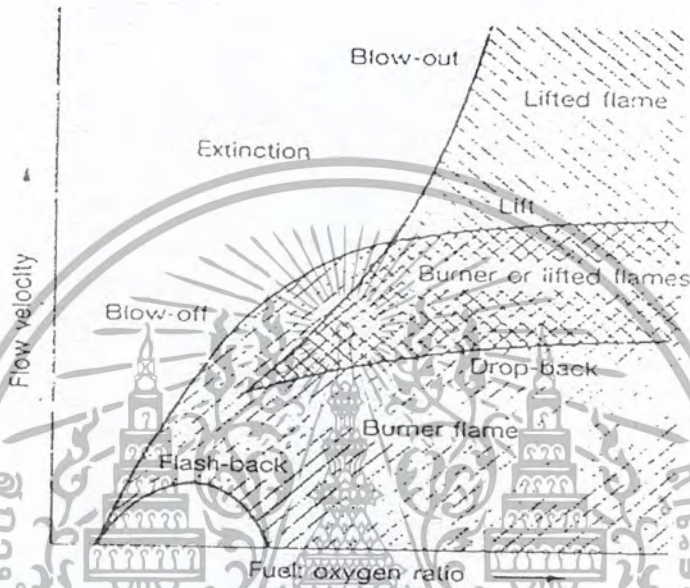 Blow-out
Lifted flame
Extinction
Lift
Burner or lifted flames
Blow-off
Drop-back
Burner flame
Flash-back
Flow velocity
Fuel: oxygen ratio